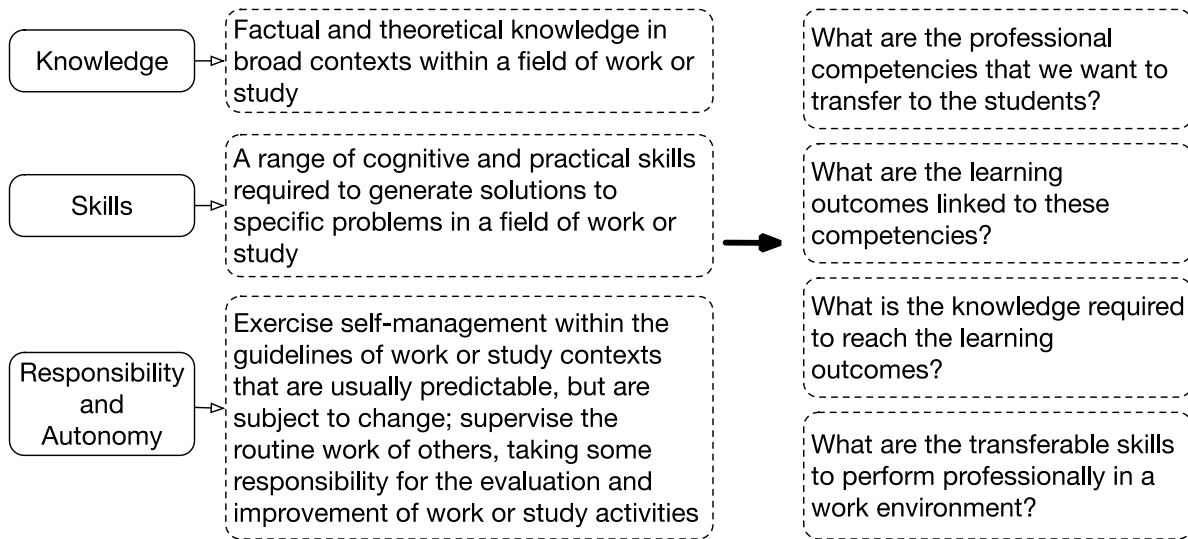 Knowledge
Factual and theoretical knowledge in
broad contexts within a field of work or
study
Skills
A range of cognitive and practical skills
required to generate solutions to
specific problems in a field of work or
study
Responsibility
and
Autonomy
Exercise self-management within the
guidelines of work or study contexts
that are usually predictable, but are
subject to change; supervise the
routine work of others, taking some
responsibility for the evaluation and
improvement of work or study activities
What are the professional
competencies that we want to
transfer to the students?
What are the learning
outcomes linked to these
competencies?
What is the knowledge required
to reach the learning
outcomes?
What are the transferable skills
to perform professionally in a
work environment?